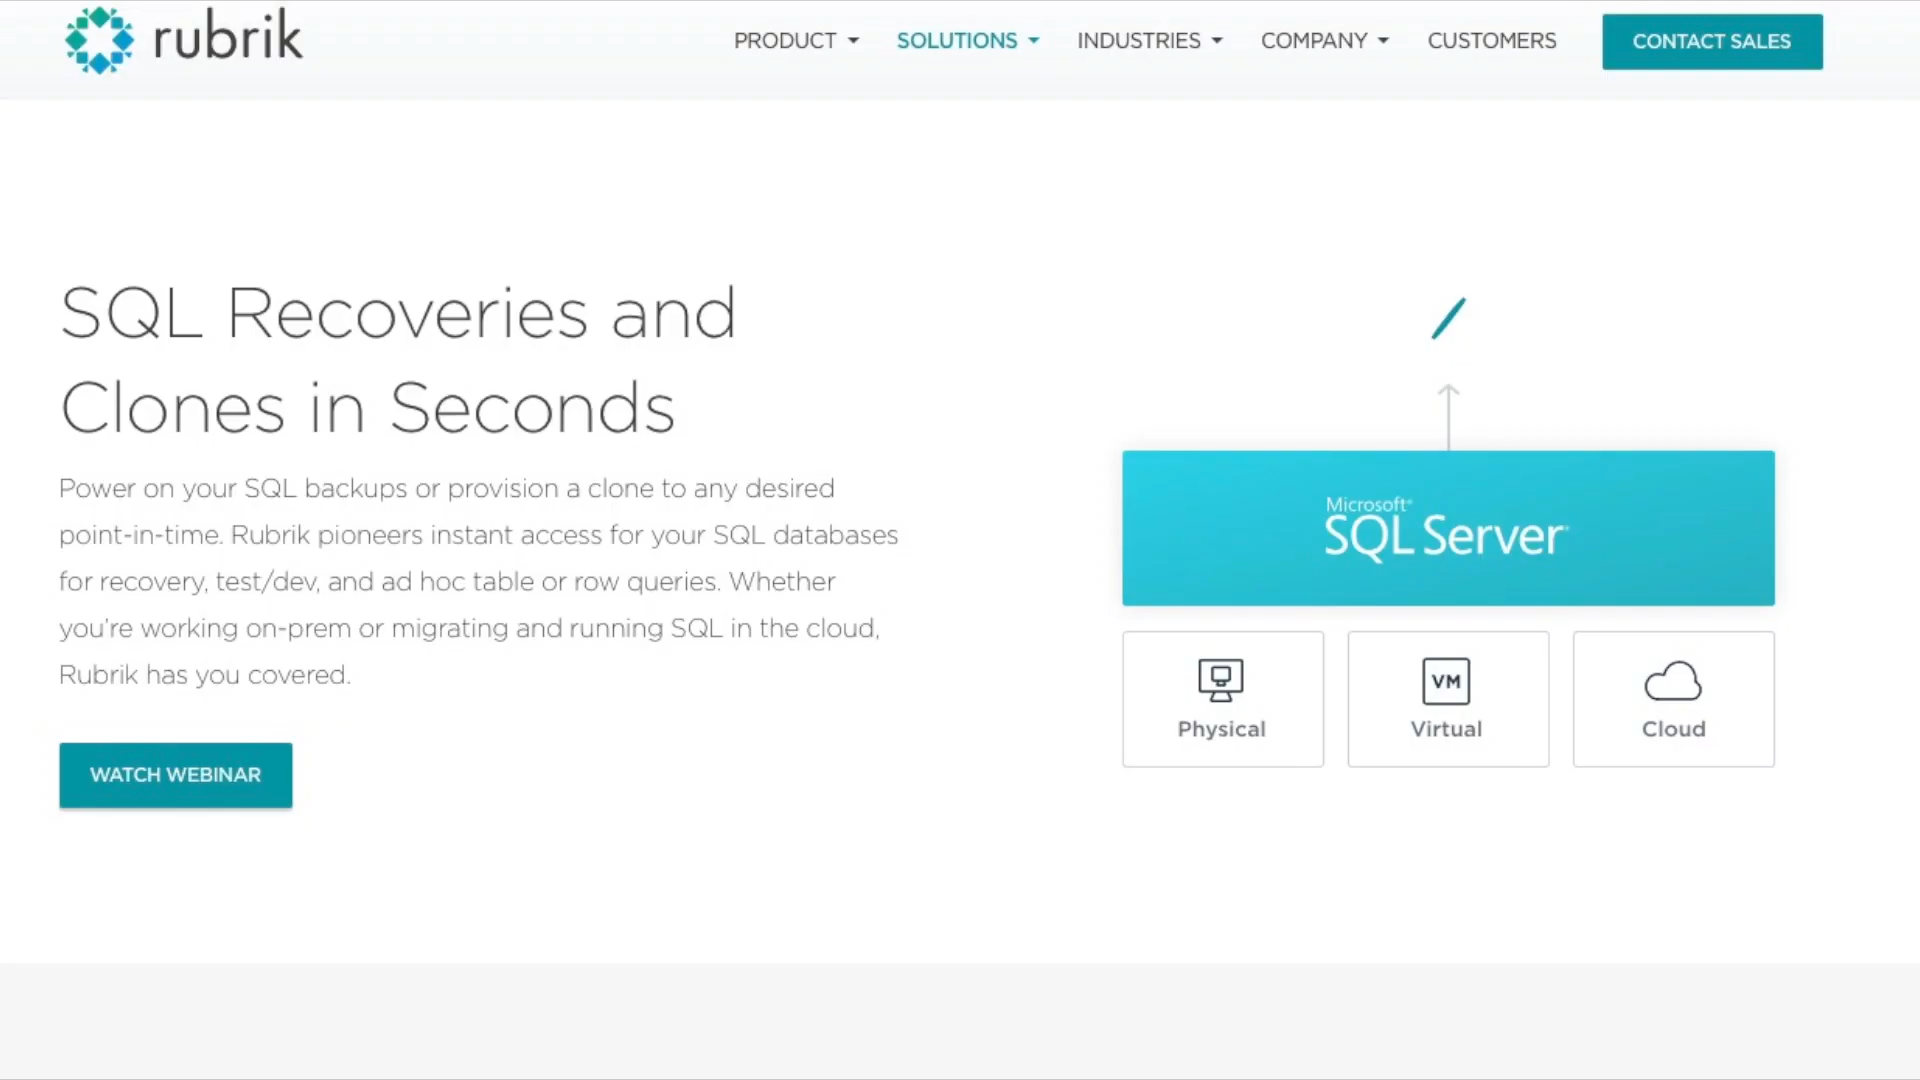 rubrik
PRODUCT
SOLUTIONS
INDUSTRIES
COMPANY
CUSTOMERS
CONTACT SALES
SQL Recoveries and
Clones in Seconds
Power on your SQL backups or provision a clone to any desired
point-in-time. Rubrik pioneers instant access for your SQL databases
for recovery, test/dev, and ad hoc table or row queries. Whether
you're working on-prem or migrating and running SQL in the cloud,
Rubrik has you covered.
WATCH WEBINAR
Microsoft®
SQL Server®
VM
Physical
Virtual
Cloud